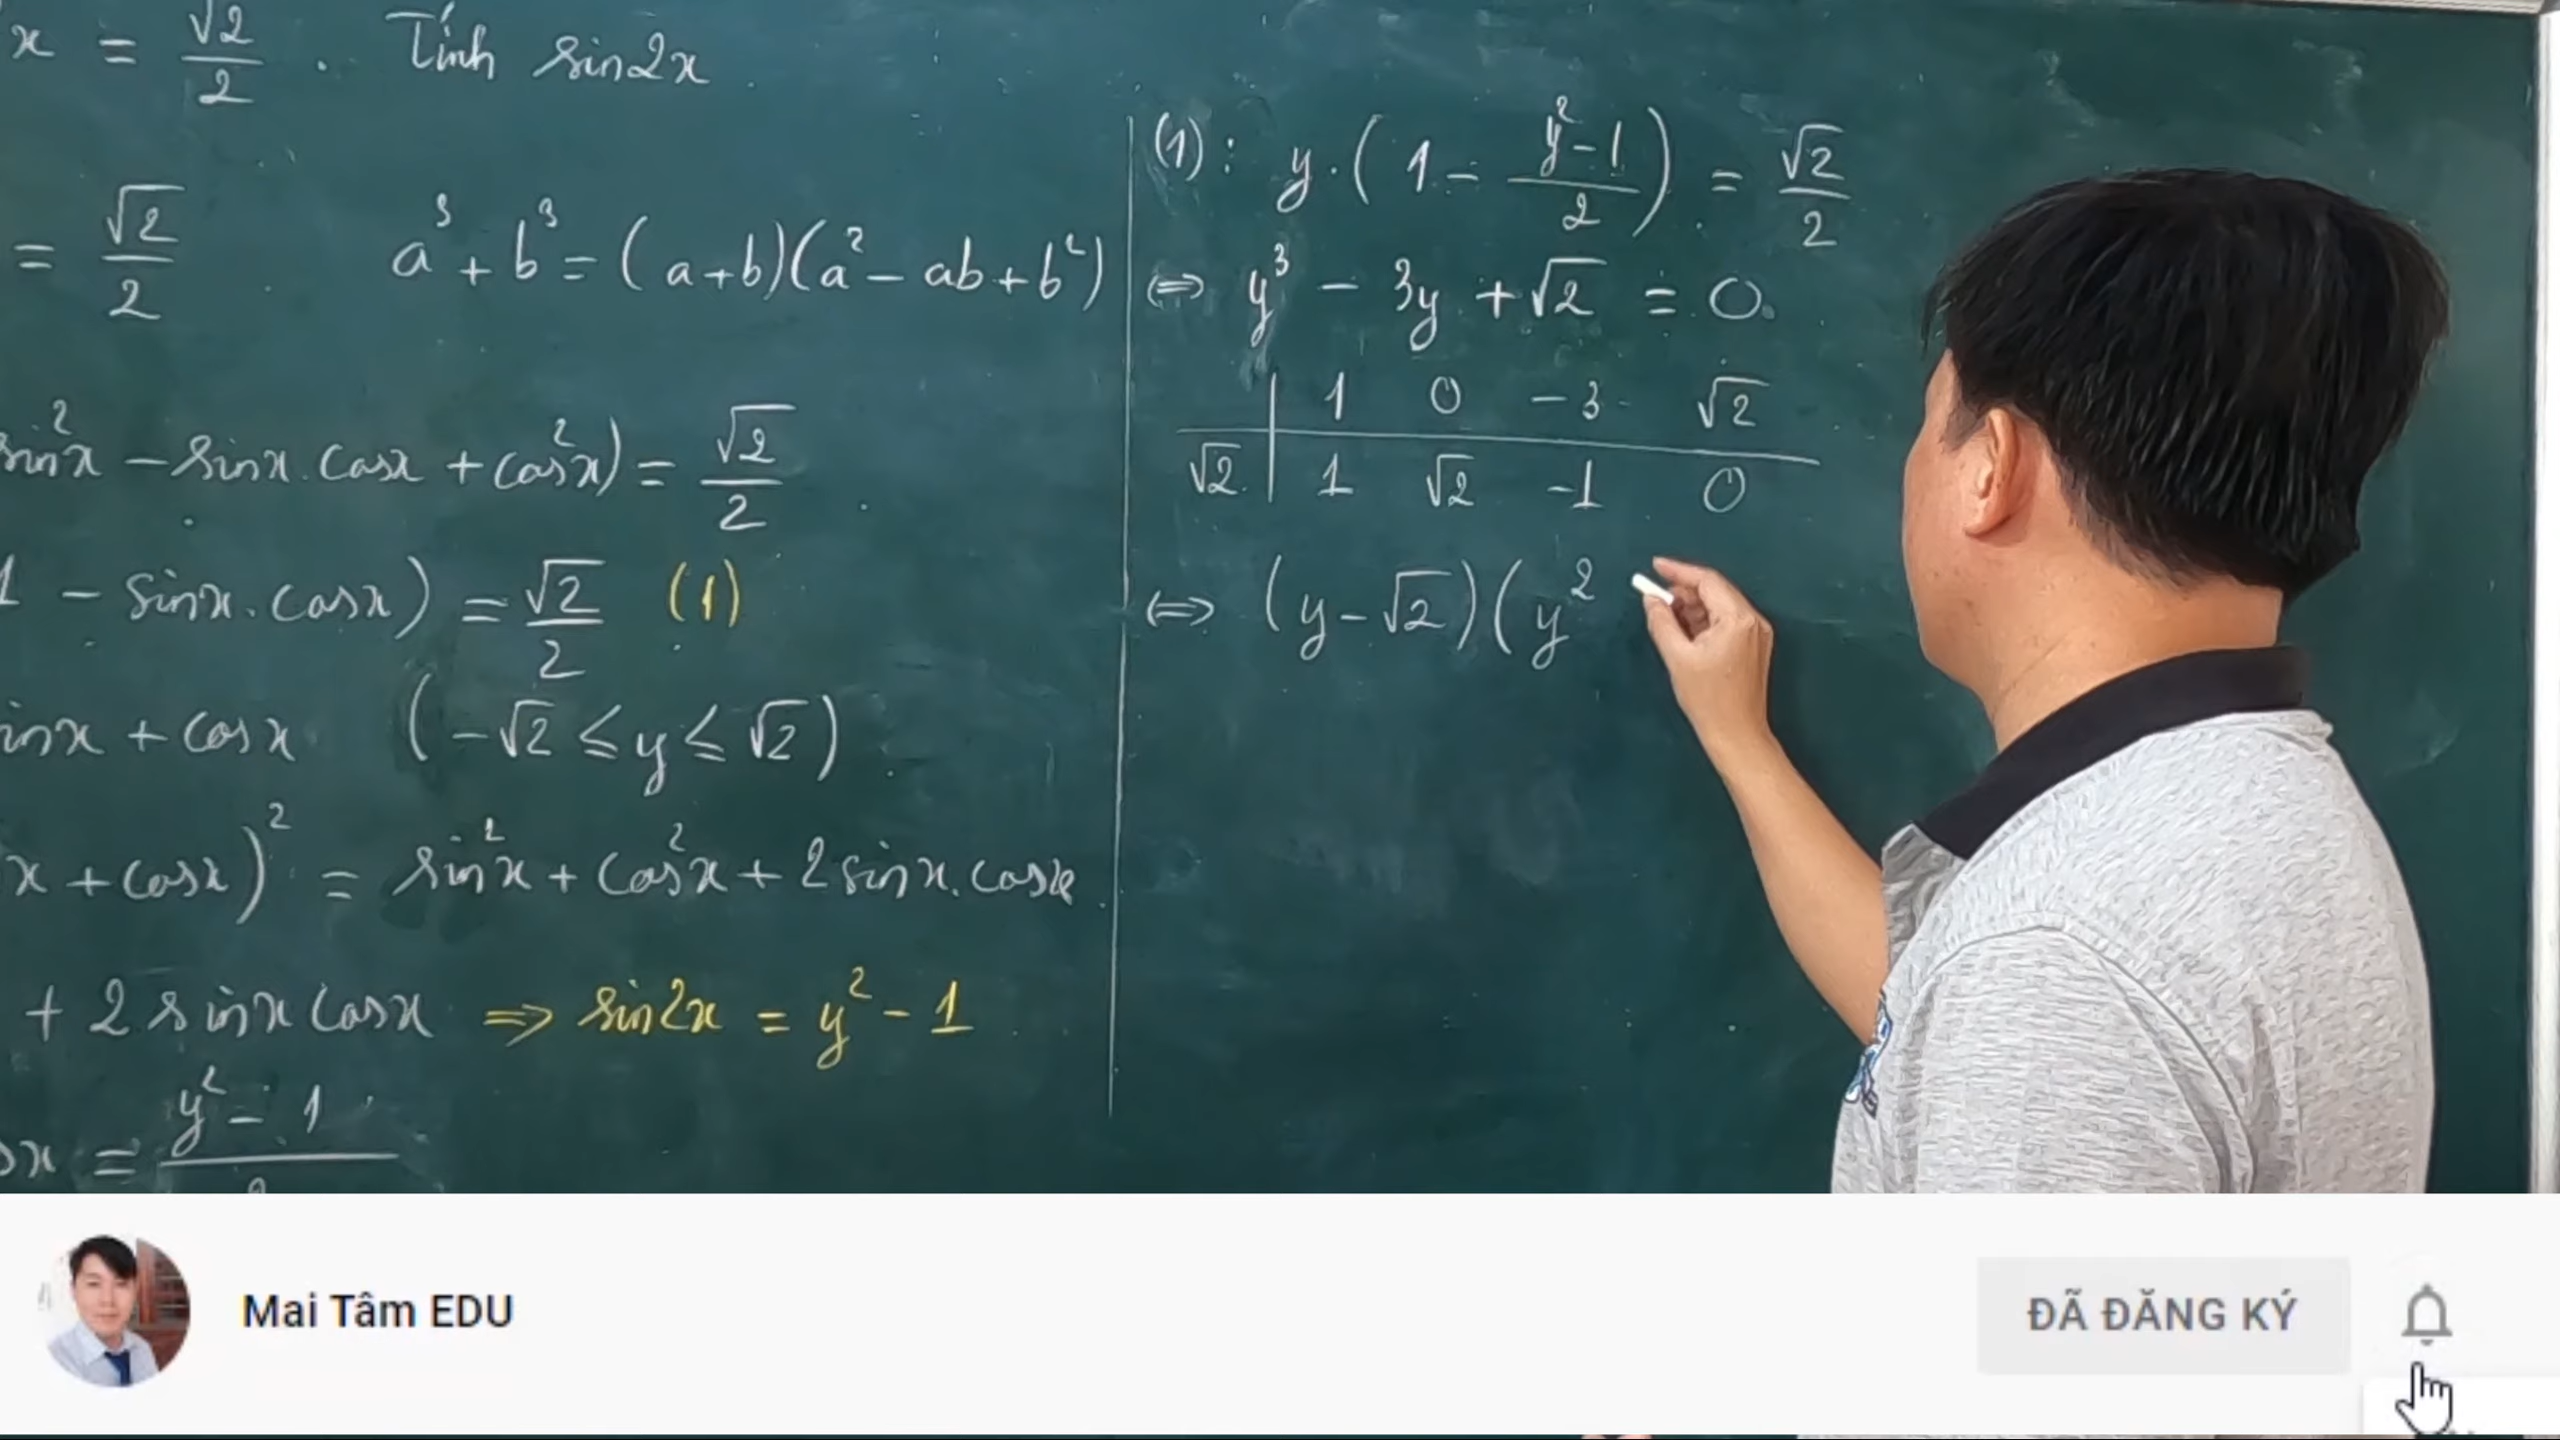 x = √2/2 . Tính sin2x
= √2/2
a³ + b³ = (a+b)(a² - ab + b²)
sin²x - sinx.cosx + cos²x) = √2/2
1 - sinx.cosx) = √2/2 (1)
inx + cosx (-√2 ≤ y ≤ √2)
x + cosx)² = sin²x + cos²x + 2sinx.cosx
+ 2sinxcosx ⇒ sin2x = y² - 1
sx = y² - 1
(1): y.(1 - (y²-1)/2) = √2/2
⇔ y³ - 3y + √2 = 0
1 0 -3 √2
√2 1 √2 -1 0
⇔ (y-√2)(y²
Mai Tâm EDU
ĐÃ ĐĂNG KÝ